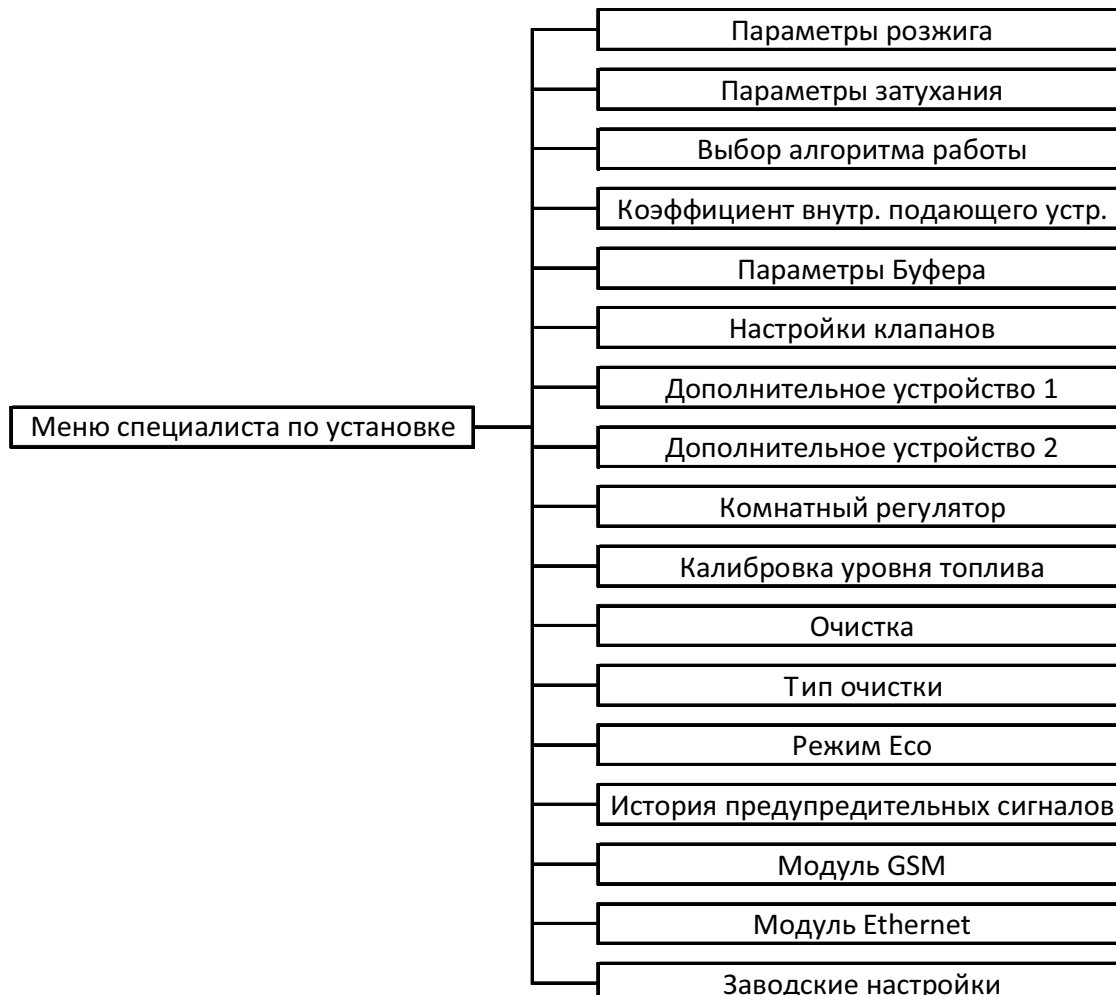 Параметры розжига
Параметры затухания
Выбор алгоритма работы
Коэффициент внутр. подающего устр.
Параметры Буфера
Настройки клапанов
Дополнительное устройство 1
Меню специалиста по установке
Дополнительное устройство 2
Комнатный регулятор
Калибровка уровня топлива
Очистка
Тип очистки
Режим Eco
История предупредительных сигналов
Модуль GSM
Модуль Ethernet
Заводские настройки